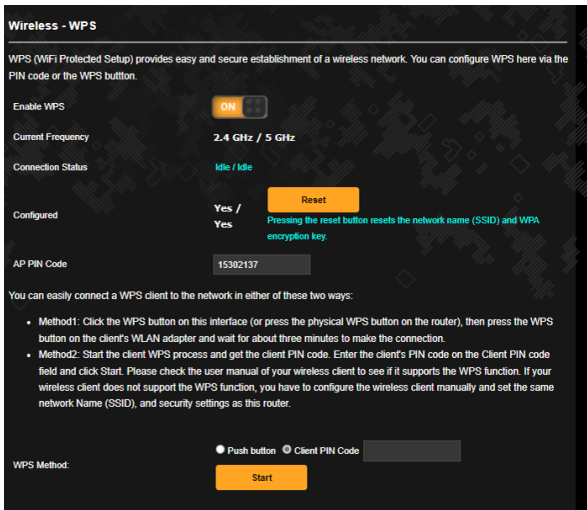 Wireless - WPS
WPS (WiFi Protected Setup) provides easy and secure establishment of a wireless network. You can configure WPS here via the
PIN code or the WPS buttton.
Enable WPS
ON
Current Frequency
2.4 GHz / 5 GHz
Connection Status
Idle / Idle
Configured
Yes /
Yes
Reset
Pressing the reset button resets the network name (SSID) and WPA
encryption key.
AP PIN Code
15302137
You can easily connect a WPS client to the network in either of these two ways:
• Method1: Click the WPS button on this interface (or press the physical WPS button on the router), then press the WPS
button on the client's WLAN adapter and wait for about three minutes to make the connection.
• Method2: Start the client WPS process and get the client PIN code. Enter the client's PIN code on the Client PIN code
field and click Start. Please check the user manual of your wireless client to see if it supports the WPS function. If your
wireless client does not support the WPS function, you have to configure the wireless client manually and set the same
network Name (SSID), and security settings as this router.
WPS Method:
Push button Client PIN Code
Start